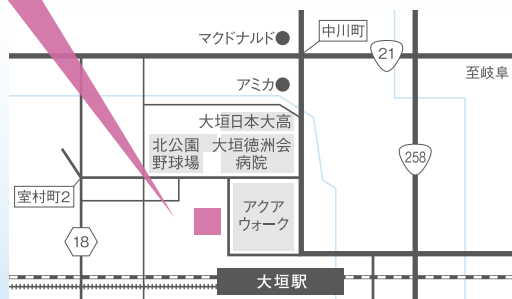 マクドナルド
中川町
21
至岐阜
アミカ
大垣日本大高
北公園
野球場
大垣徳洲会
病院
258
室村町2
アクア
ウォーク
18
大垣駅